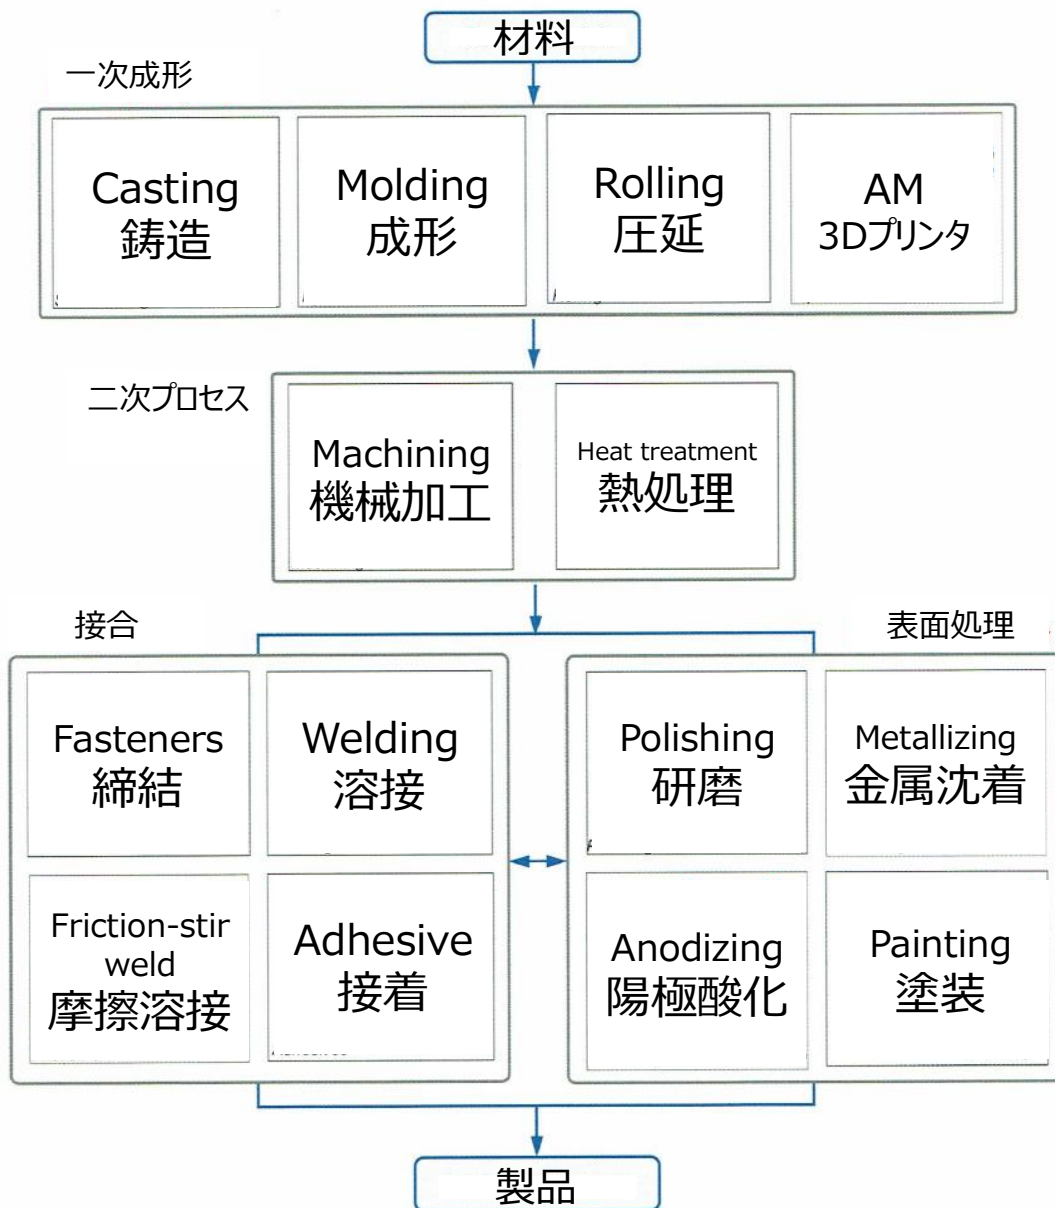 材料
一次成形
Casting
鋳造
Molding
成形
Rolling
圧延
AM
3Dプリンタ
二次プロセス
Machining
機械加工
Heat treatment
熱処理
接合
表面処理
Fasteners
締結
Welding
溶接
Polishing
研磨
Metallizing
金属沈着
Friction-stir
weld
摩擦溶接
Adhesive
接着
Anodizing
陽極酸化
Painting
塗装
製品